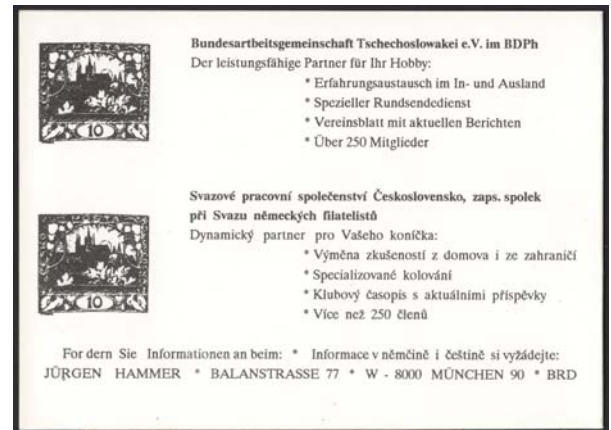 Bundesartbeitsgemeinschaft Tschechoslowakei e.V. im BDPh
Der leistungsfähige Partner für Ihr Hobby:
* Erfahrungsaustausch im In- und Ausland
* Spezieller Rundsendedienst
* Vereinsblatt mit aktuellen Berichten
* Über 250 Mitglieder
10
Svazové pracovní společenství Československo, zaps. spolek
při Svazu německých filatelistů
Dynamický partner pro Vašeho koníčka:
* Výměna zkušeností z domova i ze zahraničí
* Specializované kolování
* Klubový časopis s aktuálními příspěvky
* Více než 250 členů
10
For dern Sie Informationen an beim: * Informace v němčině i češtině si vyžádejte:
JÜRGEN HAMMER * BALANSTRASSE 77 * W - 8000 MÜNCHEN 90 * BRD